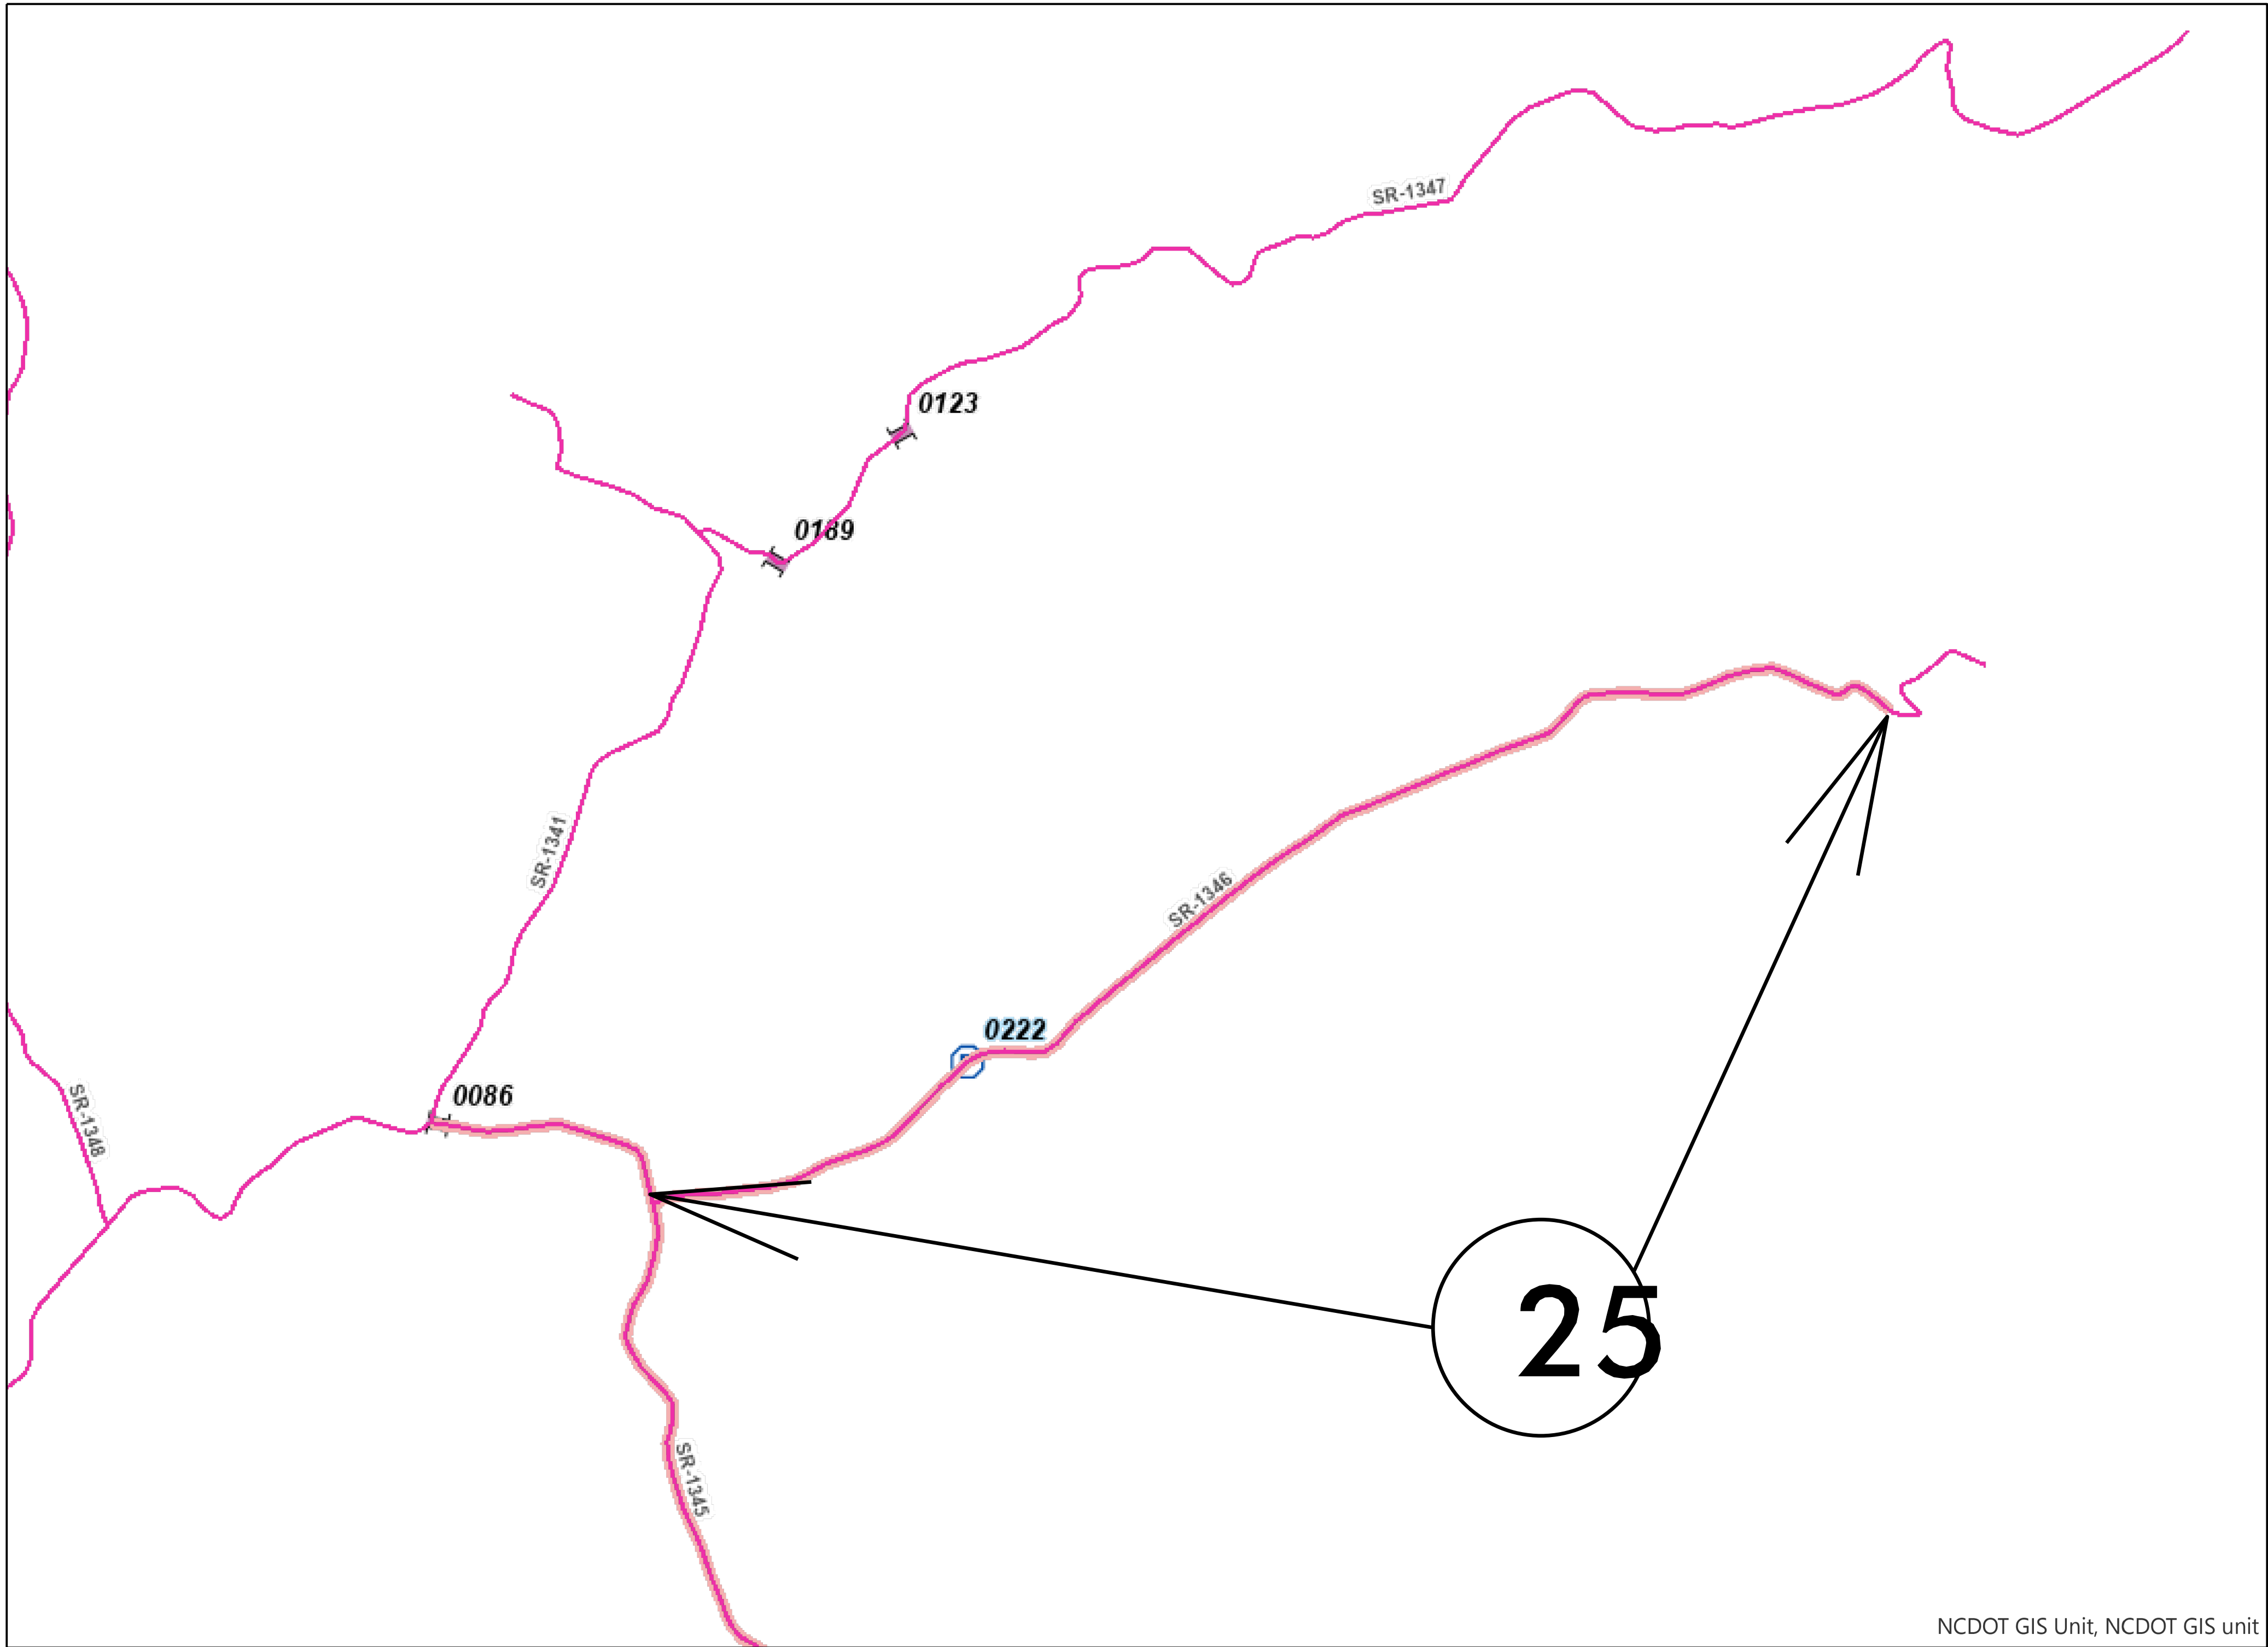 SR-1347
0123
0189
SR-1341
SR-1346
0222
0086
SR-1348
25
SR-1345
NCDOT GIS Unit, NCDOT GIS unit